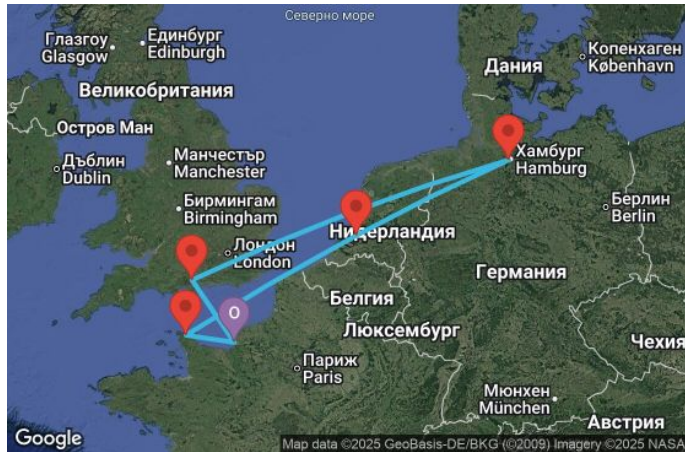 Северно море
Глазгоу
Glasgow
Единбург
Edinburgh
Великобритания
Остров Ман
Дъблин
Dublin
Манчестър
Manchester
Бирмингам
Birmingham
Лондон
London
Дания
Копенхаген
København
Хамбург
Hamburg
Берлин
Berlin
Нидерландия
Германия
Белгия
Люксембург
Париж
Paris
O
Чехия
Мюнхен
München
Австрия
Google
Map data ©2025 GeoBasis-DE/BKG (©2009) Imagery ©2025 NASA